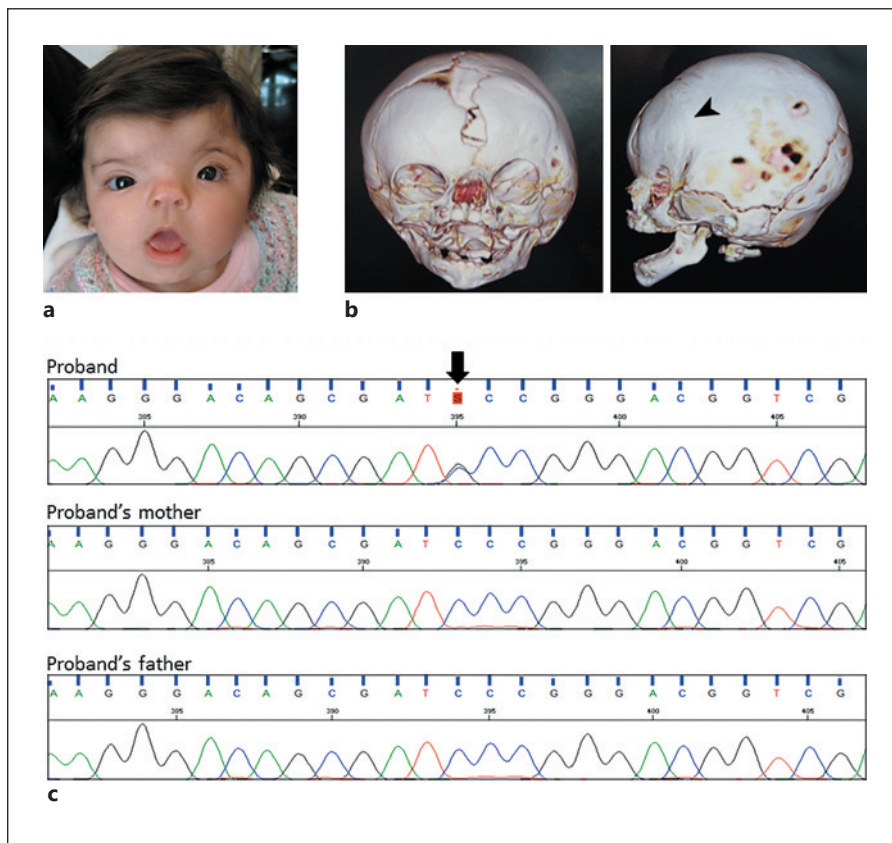 a
b
Proband
A A G G G A C A G C G A T S C C G G G A C G G T C G
385 390 395 400 405
Proband's mother
A A G G G A C A G C G A T C C C G G G A C G G T C G
385 390 395 400 405
Proband's father
A A G G G A C A G C G A T C C C G G G A C G G T C G
385 390 395 400 405
c